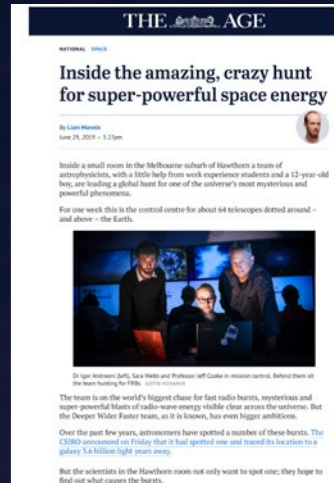 THE AGE
NATIONAL SPACE
Inside the amazing, crazy hunt
for super-powerful space energy
By Liam Mannix
June 29, 2019 — 5.27pm
Inside a small room in the Melbourne suburb of Hawthorn a team of
astrophysicists, with a little help from work experience students and a 12-year-old
boy, are leading a global hunt for one of the universe's most mysterious and
powerful phenomena.
For one week this is the control centre for about 64 telescopes dotted around –
and above – the Earth.
Dr Igor Andreoni (left), Sara Webb and Professor Jeff Cooke in mission control. Behind them sit
the team hunting for FRBs. JUSTIN MCMANUS
The team is on the world's biggest chase for fast radio bursts, mysterious and
super-powerful blasts of radio-wave energy visible clear across the universe. But
the Deeper Wider Faster team, as it is known, has even bigger ambitions.
Over the past few years, astronomers have spotted a number of these bursts. The
CSIRO announced on Friday that it had spotted one and traced its location to a
galaxy 3.6 billion light years away.
But the scientists in the Hawthorn room not only want to spot one; they hope to
find out what causes the bursts.